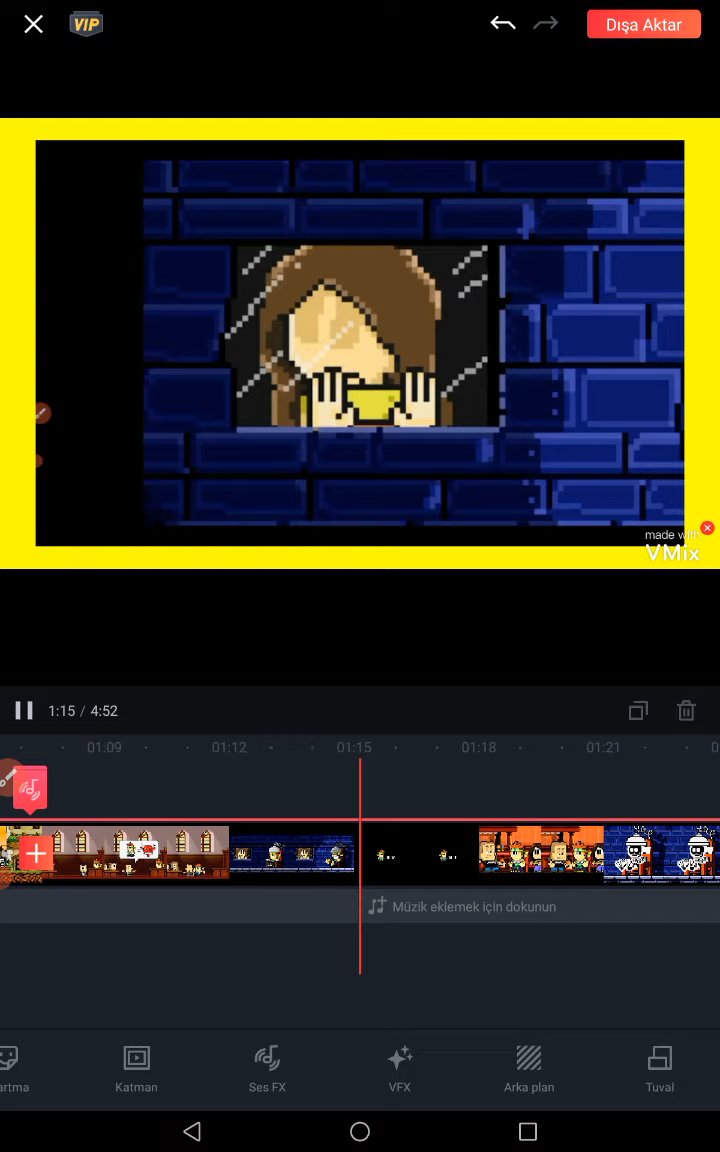 VIP
Dışa Aktar
made with
VMix
1:15 / 4:52
01:09
01:12
01:15
01:18
01:21
Müzik eklemek için dokunun
artma
Katman
Ses FX
VFX
Arka plan
Tuval